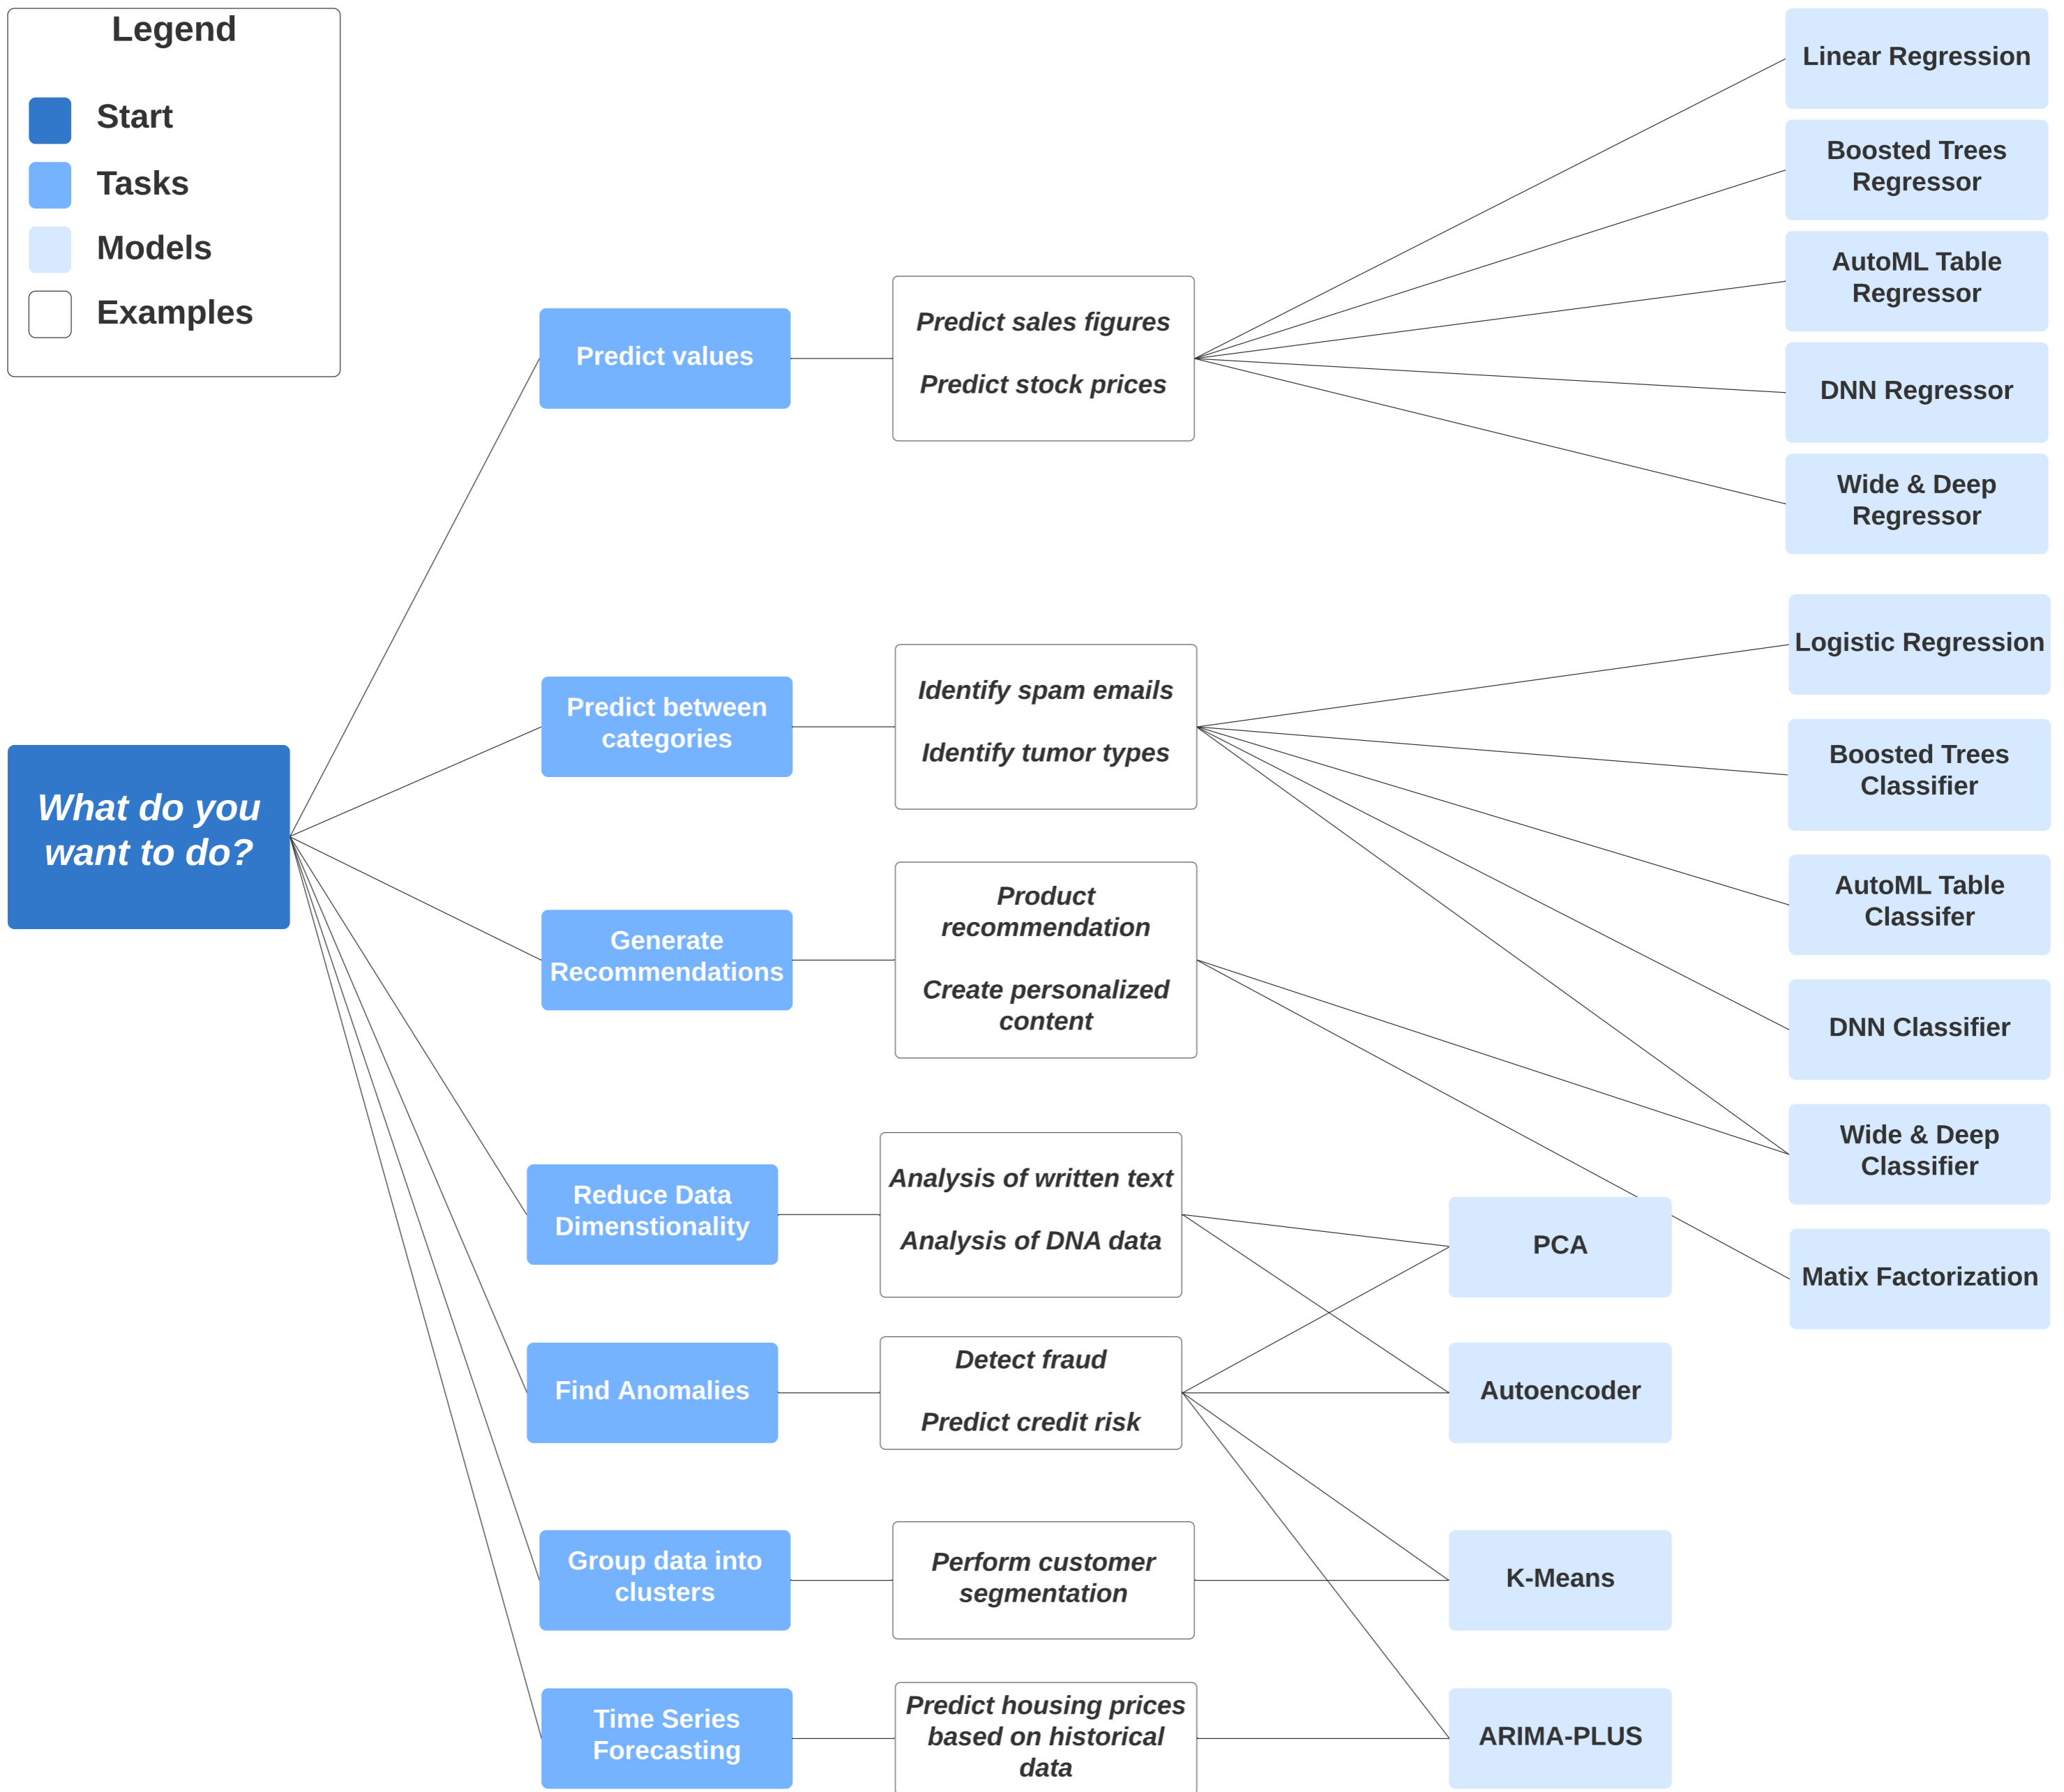 Legend
Start
Tasks
Models
Examples
What do you
want to do?
Predict values
Predict sales figures
Predict stock prices
Linear Regression
Boosted Trees
Regressor
AutoML Table
Regressor
DNN Regressor
Wide & Deep
Regressor
Predict between
categories
Identify spam emails
Identify tumor types
Logistic Regression
Boosted Trees
Classifier
AutoML Table
Classifer
DNN Classifier
Wide & Deep
Classifier
Generate
Recommendations
Product
recommendation
Create personalized
content
Matix Factorization
Reduce Data
Dimenstionality
Analysis of written text
Analysis of DNA data
PCA
Find Anomalies
Detect fraud
Predict credit risk
Autoencoder
Group data into
clusters
Perform customer
segmentation
K-Means
Time Series
Forecasting
Predict housing prices
based on historical
data
ARIMA-PLUS